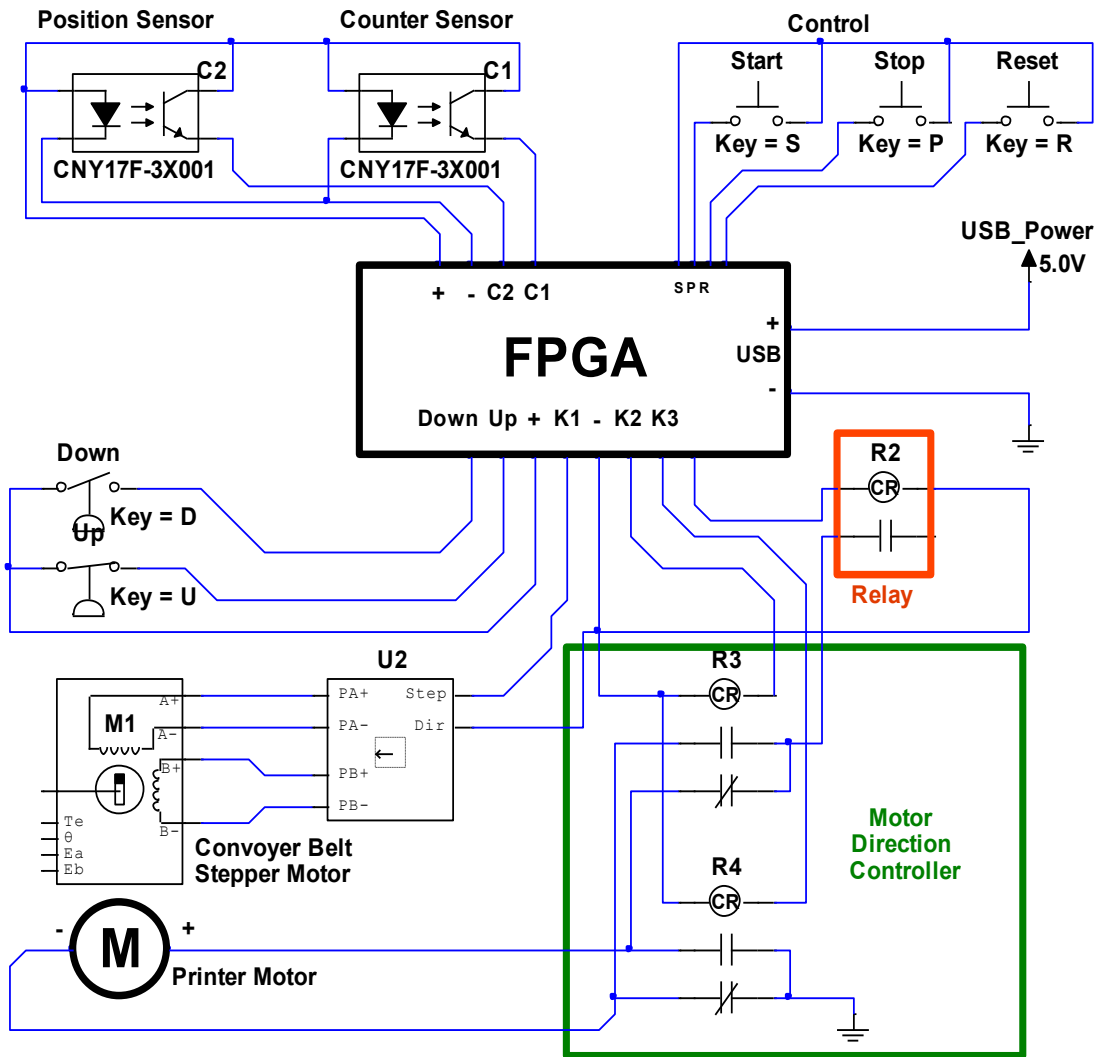 Position Sensor
Counter Sensor
Control
C2
C1
CNY17F-3X001
CNY17F-3X001
Start
Stop
Reset
Key = S
Key = P
Key = R
USB_Power
5.0V
+ - C2 C1
S P R
+
USB
-
FPGA
Down Up + K1 - K2 K3
Down
Key = D
Up
Key = U
R2
CR
Relay
U2
PA+
PA-
PB+
PB-
Step
Dir
←
M1
A+
A-
B+
B-
Te
θ
Ea
Eb
Convoyer Belt
Stepper Motor
R3
CR
R4
CR
Motor
Direction
Controller
-
+
M
Printer Motor